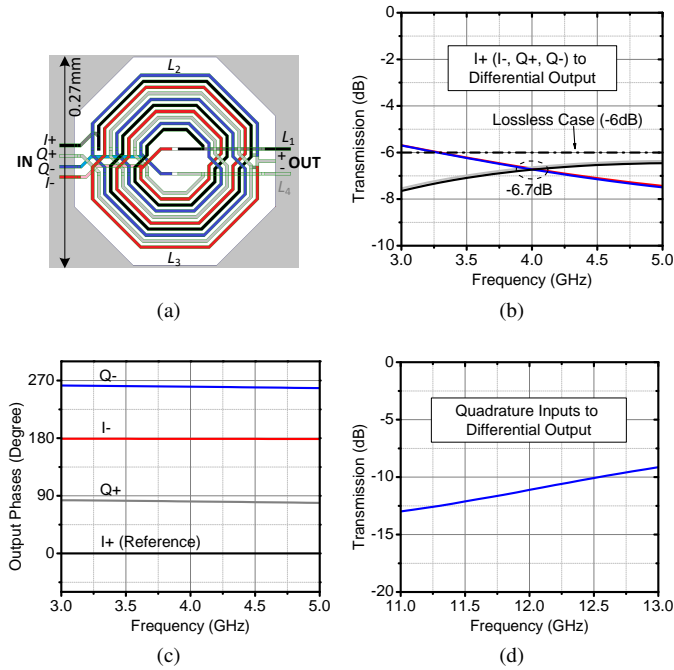 0.27mm
L2
I+
Q+
IN
Q-
I-
L1
+
OUT
-
L4
L3
(a)
0
-2
-4
-6
-8
-10
Transmission (dB)
I+ (I-, Q+, Q-) to
Differential Output
Lossless Case (-6dB)
-6.7dB
3.0 3.5 4.0 4.5 5.0
Frequency (GHz)
(b)
270
180
90
0
Output Phases (Degree)
Q-
I-
Q+
I+ (Reference)
3.0 3.5 4.0 4.5 5.0
Frequency (GHz)
(c)
0
-5
-10
-15
-20
Transmission (dB)
Quadrature Inputs to
Differential Output
11.0 11.5 12.0 12.5 13.0
Frequency (GHz)
(d)